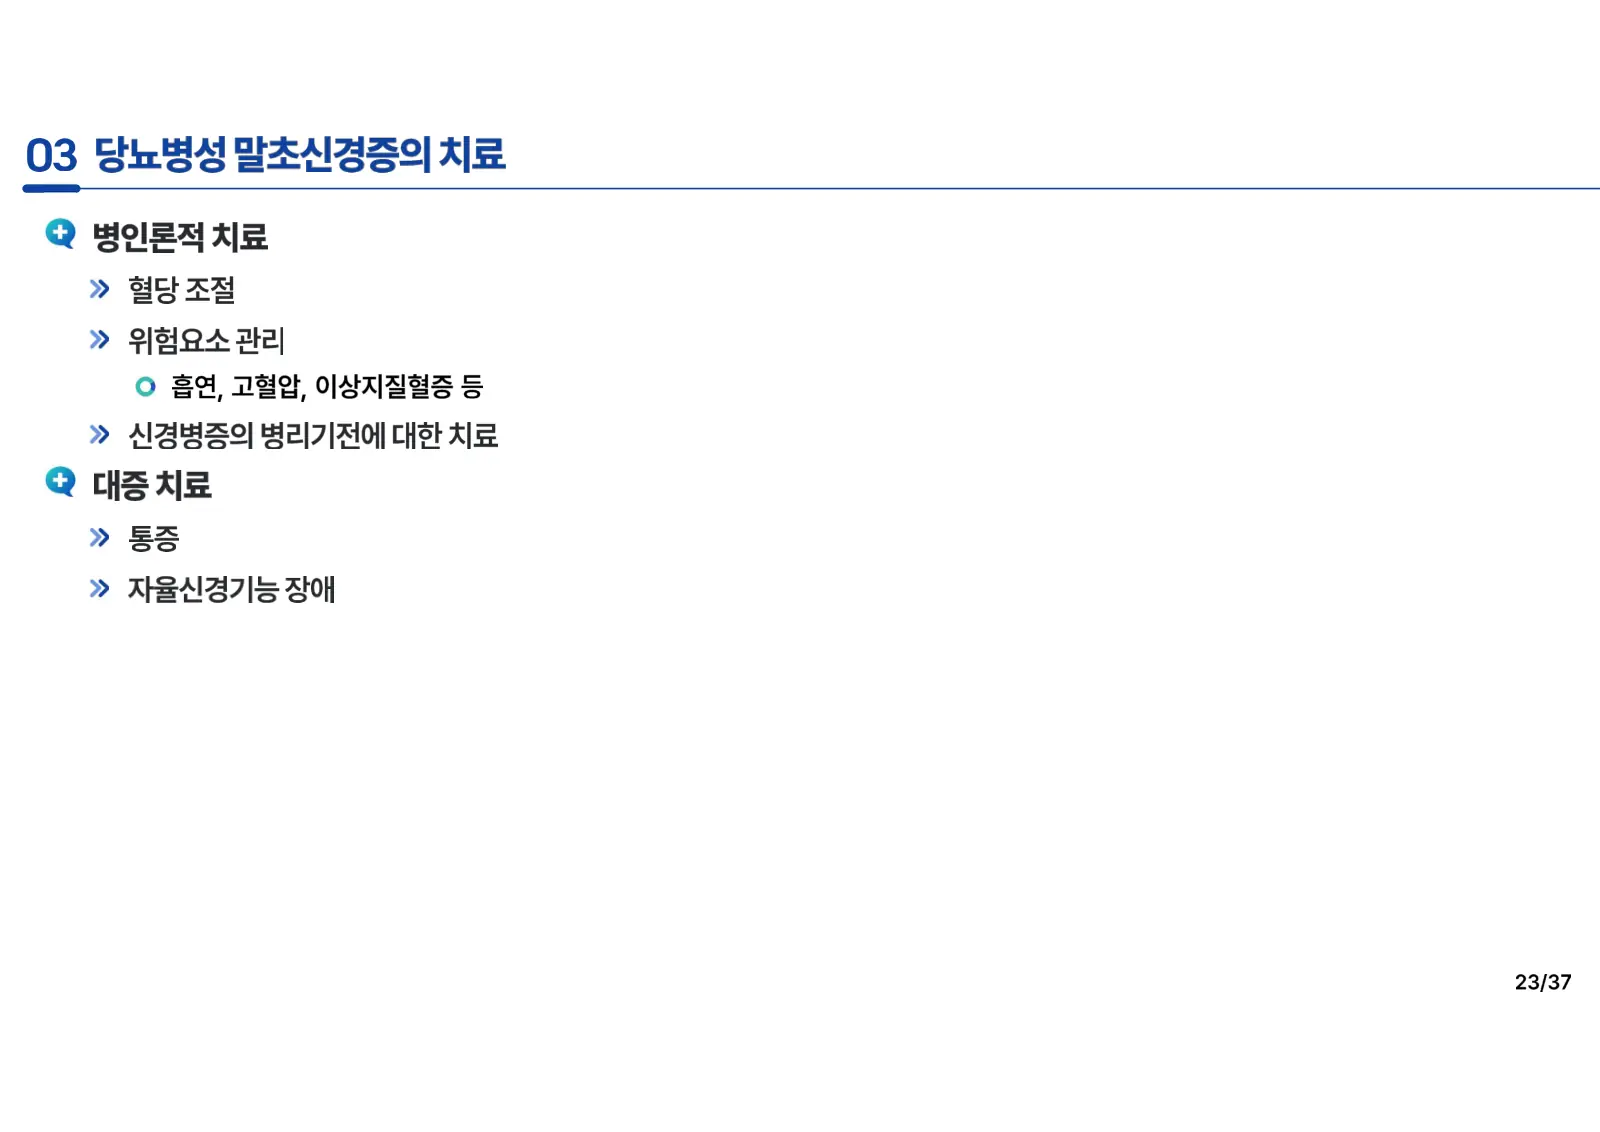 03 당뇨병성 말초신경증의 치료
병인론적 치료
혈당 조절
위험요소 관리
흡연, 고혈압, 이상지질혈증 등
신경병증의 병리기전에 대한 치료
대증 치료
통증
자율신경기능 장애
23/37